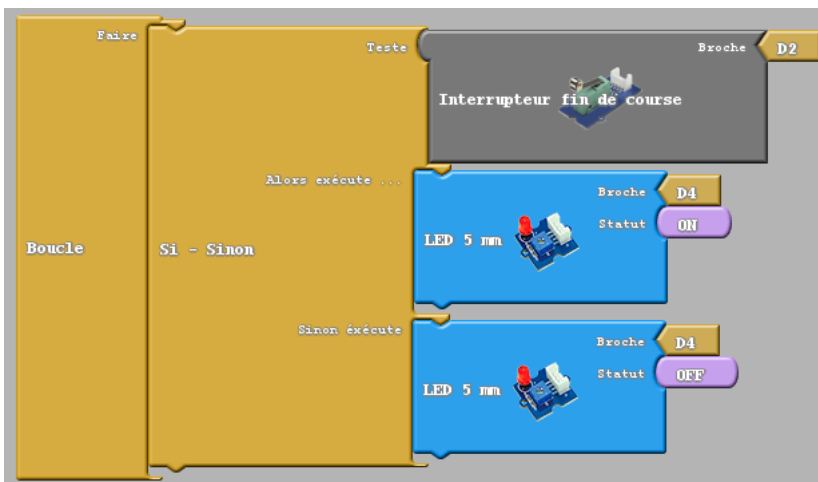 Faire
Teste
Broche D2
Interrupteur fin de course
Alors exécute ...
Broche D4
Statut ON
LED 5 mm
Boucle
Si - Sinon
Sinon éxécute
Broche D4
Statut OFF
LED 5 mm